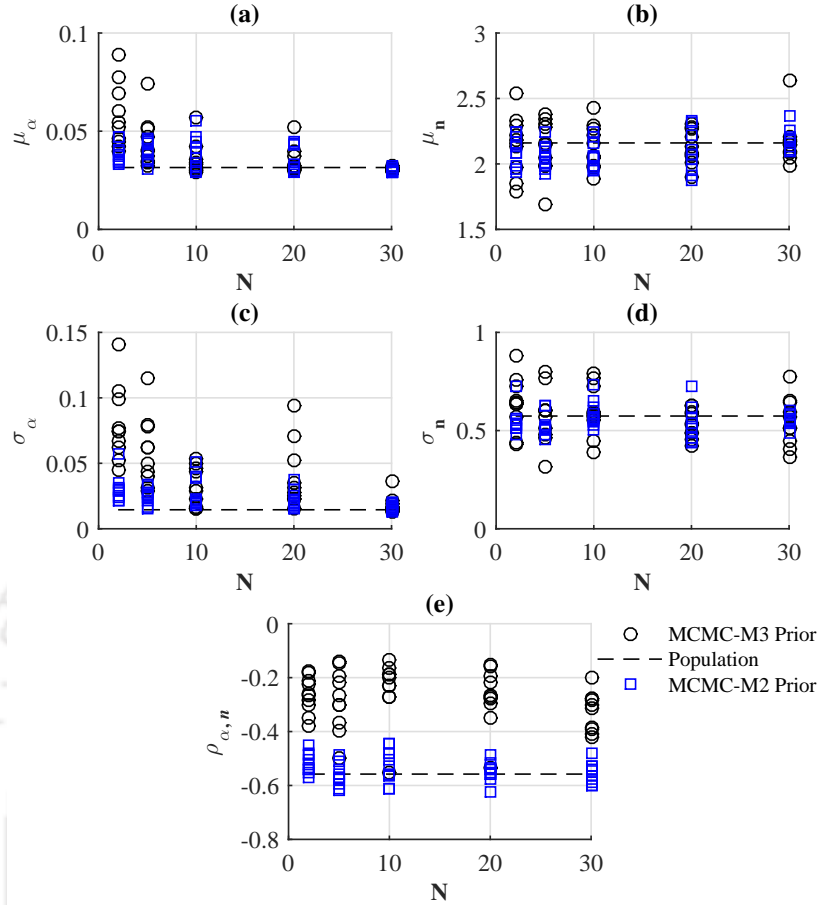 (a)
0.1
0.05
0
μ_α
0 10 20 30
N
(b)
3
2.5
2
1.5
μ_n
0 10 20 30
N
(c)
0.15
0.1
0.05
0
σ_α
0 10 20 30
N
(d)
1
0.5
0
σ_n
0 10 20 30
N
(e)
0
-0.2
-0.4
-0.6
-0.8
ρ_α,n
0 10 20 30
N
MCMC-M3 Prior
Population
MCMC-M2 Prior